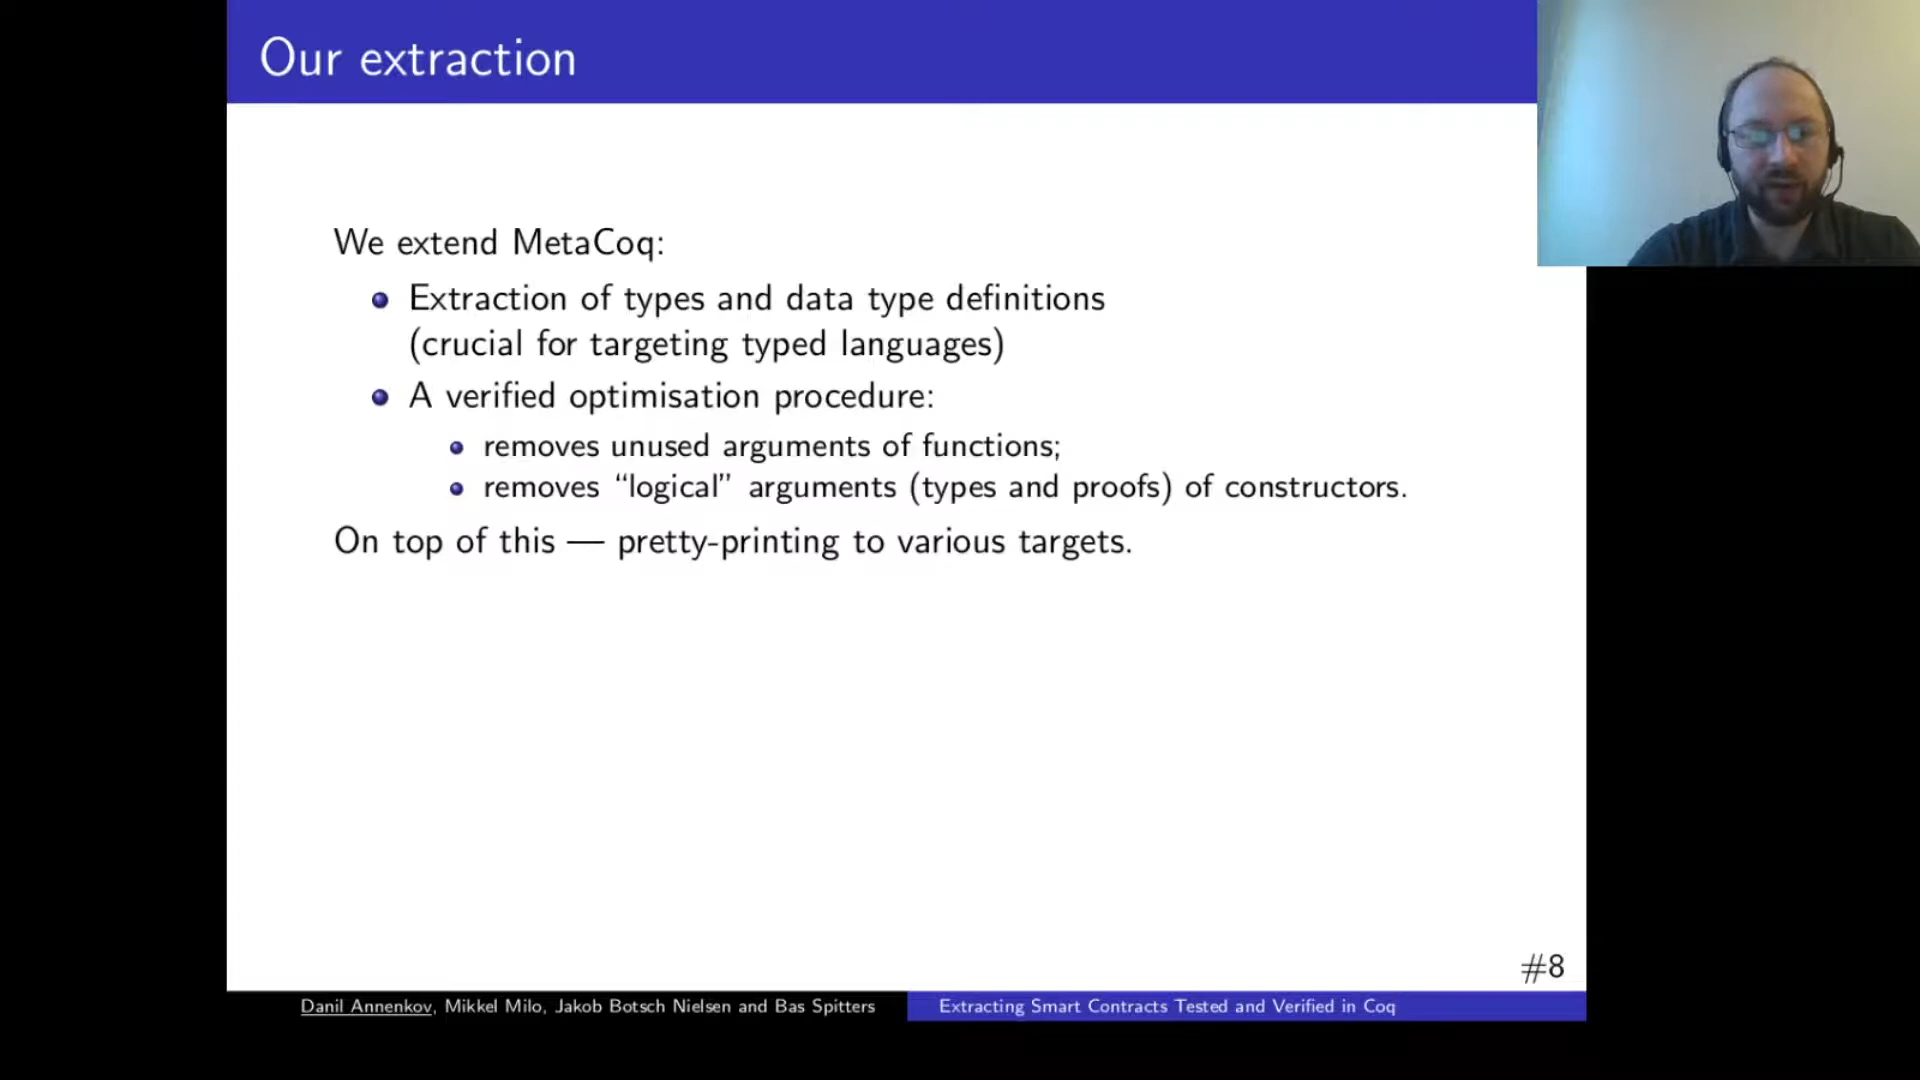 Our extraction
We extend MetaCoq:
Extraction of types and data type definitions
(crucial for targeting typed languages)
A verified optimisation procedure:
removes unused arguments of functions;
removes “logical” arguments (types and proofs) of constructors.
On top of this — pretty-printing to various targets.
#8
Danil Annenkov, Mikkel Milo, Jakob Botsch Nielsen and Bas Spitters
Extracting Smart Contracts Tested and Verified in Coq